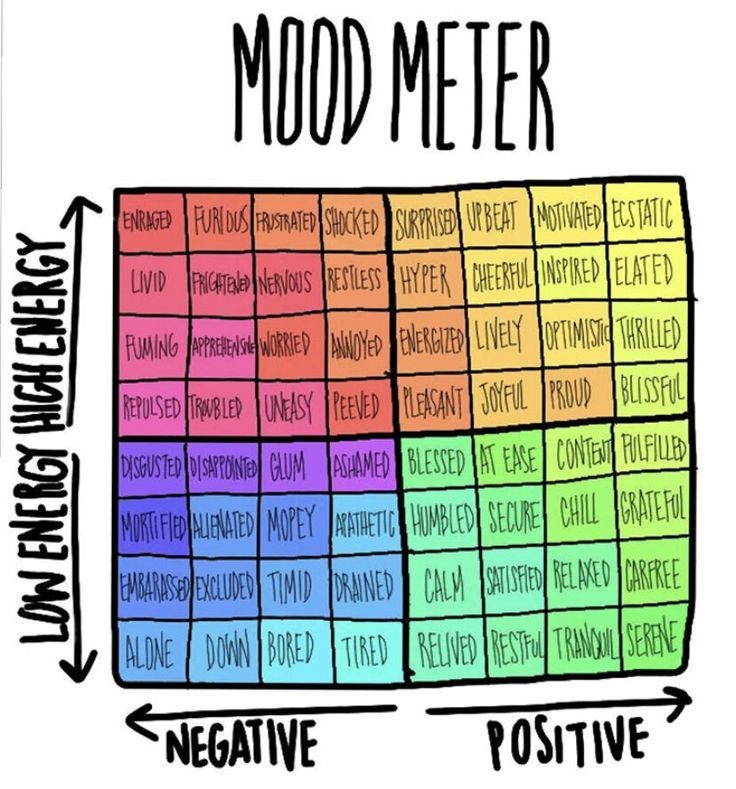 MOOD METER
HIGH ENERGY
LOW ENERGY
ENRAGED FURIOUS FRUSTRATED SHOCKED SURPRISED UPBEAT MOTIVATED ECSTATIC
LIVID FRIGHTENED NERVOUS RESTLESS HYPER CHEERFUL INSPIRED ELATED
FUMING APPREHENSIVE WORRIED ANNOYED ENERGIZED LIVELY OPTIMISTIC THRILLED
REPULSED TROUBLED UNEASY PEEVED PLEASANT JOYFUL PROUD BLISSFUL
DISGUSTED DISAPPOINTED GLUM ASHAMED BLESSED AT EASE CONTENT FULFILLED
MORTIFIED ALIENATED MOPEY APATHETIC HUMBLED SECURE CHILL GRATEFUL
EMBARASSED EXCLUDED TIMID DRAINED CALM SATISFIED RELAXED CARFREE
ALONE DOWN BORED TIRED RELIVED RESTFUL TRANQUIL SERENE
NEGATIVE POSITIVE